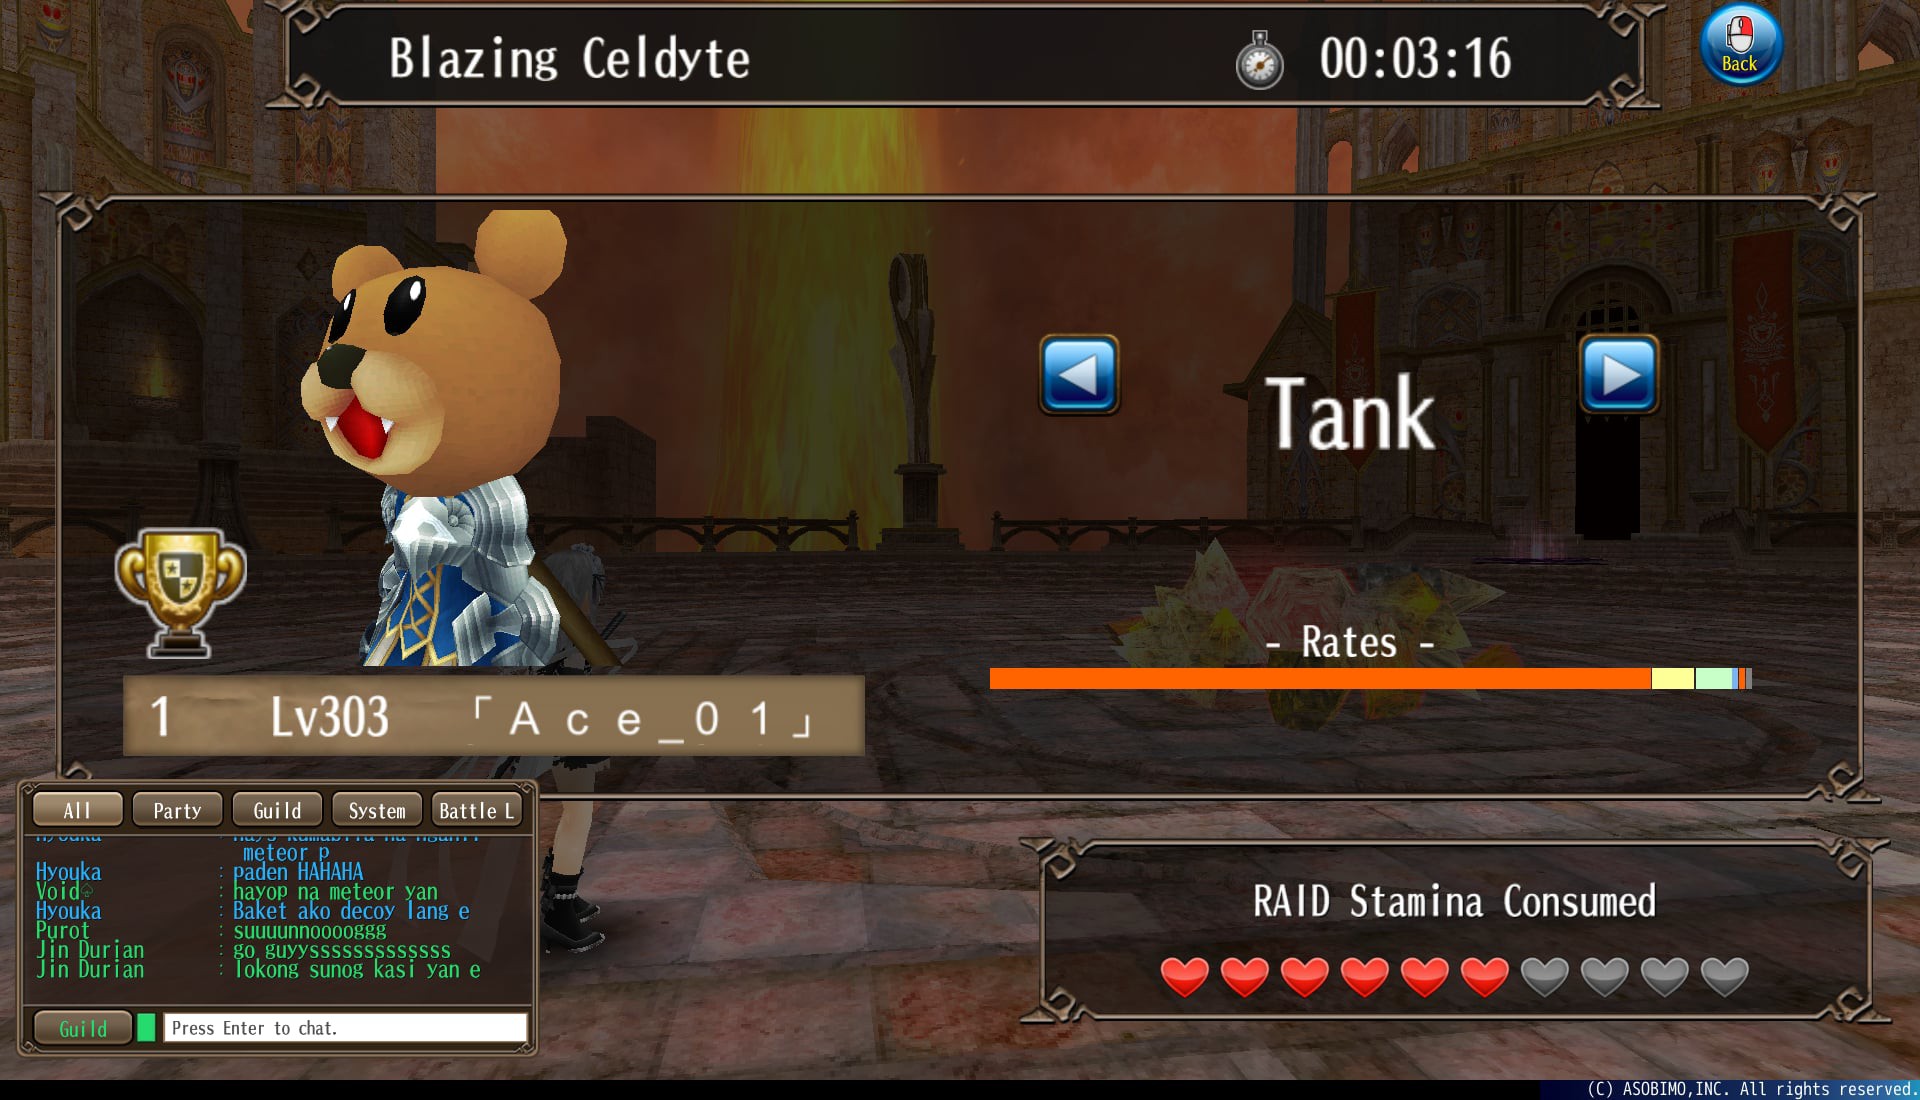 Blazing Celdyte
00:03:16
Back
Tank
- Rates -
1 Lv303 「Ａｃｅ＿０１」
All Party Guild System Battle L
Hyouka :
meteor p
Hyouka : paden HAHAHA
Void♤ : hayop na meteor yan
Hyouka : Baket ako decoy lang e
Purot : suuuunnooooggg
Jin Durian : go guyysssssssssssss
Jin Durian : lokong sunog kasi yan e
Guild Press Enter to chat.
RAID Stamina Consumed
(C) ASOBIMO,INC. All rights reserved.